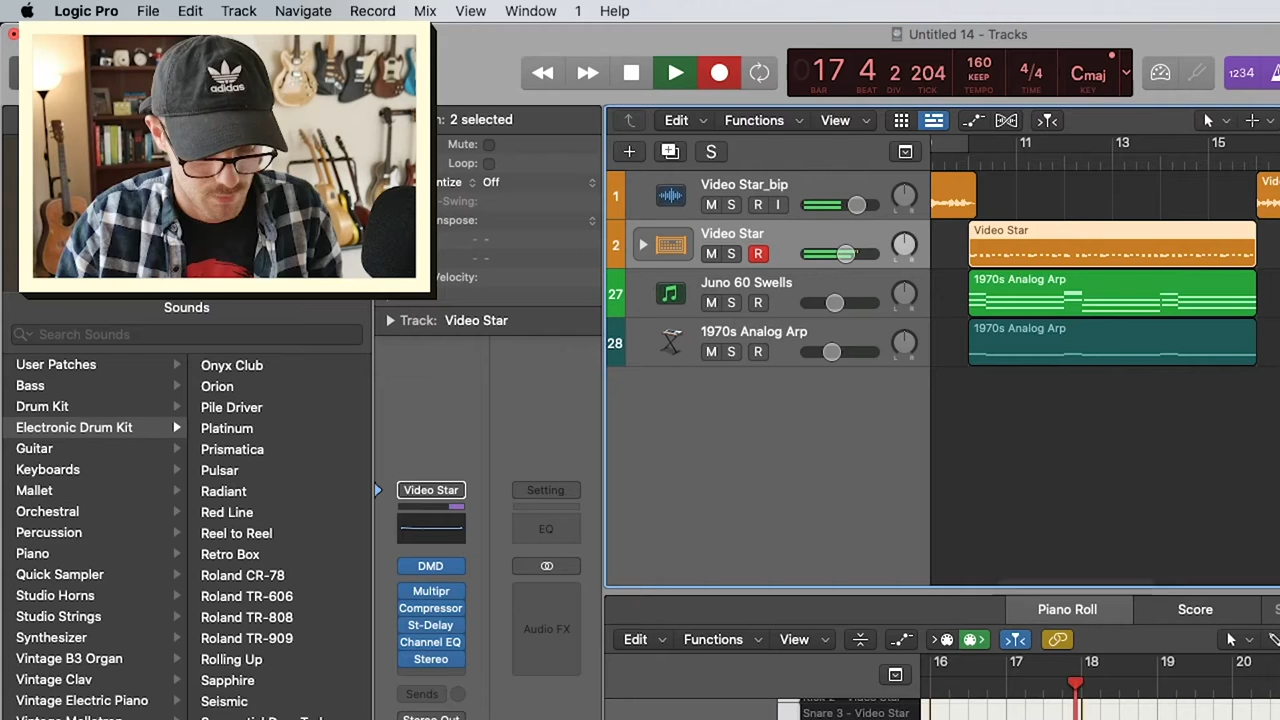 Logic Pro File Edit Track Navigate Record Mix View Window 1 Help
Untitled 14 - Tracks
17 4 2 204 160 4/4 Cmaj
BAR BEAT DIV TICK KEEP TEMPO TIME KEY
1234
adidas
2 selected
Mute:
Loop:
Off
Velocity:
Edit Functions View
S
11 13 15
1 Video Star_bip
M S R I
L R
2 Video Star
M S R
L R
27 Juno 60 Swells
M S R
L R
28 1970s Analog Arp
M S R
L R
Video Star
1970s Analog Arp
1970s Analog Arp
Sounds
Search Sounds
Track: Video Star
User Patches
Bass
Drum Kit
Electronic Drum Kit
Guitar
Keyboards
Mallet
Orchestral
Percussion
Piano
Quick Sampler
Studio Horns
Studio Strings
Synthesizer
Vintage B3 Organ
Vintage Clav
Vintage Electric Piano
Onyx Club
Orion
Pile Driver
Platinum
Prismatica
Pulsar
Radiant
Red Line
Reel to Reel
Retro Box
Roland CR-78
Roland TR-606
Roland TR-808
Roland TR-909
Rolling Up
Sapphire
Seismic
Video Star
DMD
Multipr
Compressor
St-Delay
Channel EQ
Stereo
Sends
Setting
EQ
Audio FX
Piano Roll Score
Edit Functions View
16 17 18 19 20
Snare 3 - Video Star